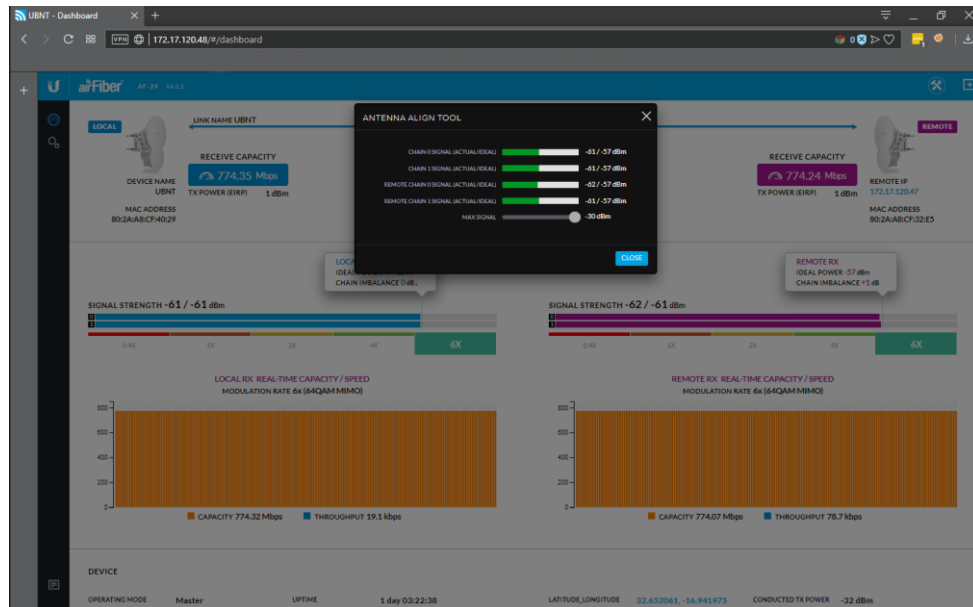 UBNT - Dashboard
VPN 172.17.120.48/#/dashboard
0
1
U airFiber AF-24 V4.0.2
LOCAL
LINK NAME UBNT
REMOTE
RECEIVE CAPACITY
774.35 Mbps
DEVICE NAME
UBNT
TX POWER (EIRP) 1 dBm
MAC ADDRESS
80:2A:A8:CF:40:29
ANTENNA ALIGN TOOL
CHAIN 0 SIGNAL (ACTUAL/IDEAL) -61 / -57 dBm
CHAIN 1 SIGNAL (ACTUAL/IDEAL) -61 / -57 dBm
REMOTE CHAIN 0 SIGNAL (ACTUAL/IDEAL) -62 / -57 dBm
REMOTE CHAIN 1 SIGNAL (ACTUAL/IDEAL) -61 / -57 dBm
MAX SIGNAL -30 dBm
CLOSE
RECEIVE CAPACITY
774.24 Mbps
TX POWER (EIRP) 1 dBm
REMOTE IP
172.17.120.47
MAC ADDRESS
80:2A:A8:CF:32:E5
CHAIN IMBALANCE 0 dB
REMOTE RX
IDEAL POWER -57 dBm
CHAIN IMBALANCE +1 dB
SIGNAL STRENGTH -61 / -61 dBm
0
1
1/4X 1X 2X 4X 6X
SIGNAL STRENGTH -62 / -61 dBm
0
1
1/4X 1X 2X 4X 6X
LOCAL RX REAL-TIME CAPACITY / SPEED
MODULATION RATE 6x (64QAM MIMO)
800
600
400
200
0
CAPACITY 774.32 Mbps THROUGHPUT 19.1 kbps
REMOTE RX REAL-TIME CAPACITY / SPEED
MODULATION RATE 6x (64QAM MIMO)
800
600
400
200
0
CAPACITY 774.07 Mbps THROUGHPUT 78.7 kbps
DEVICE
OPERATING MODE Master UPTIME 1 day 03:22:38 LATITUDE, LONGITUDE 32.652061, -16.941975 CONDUCTED TX POWER -32 dBm